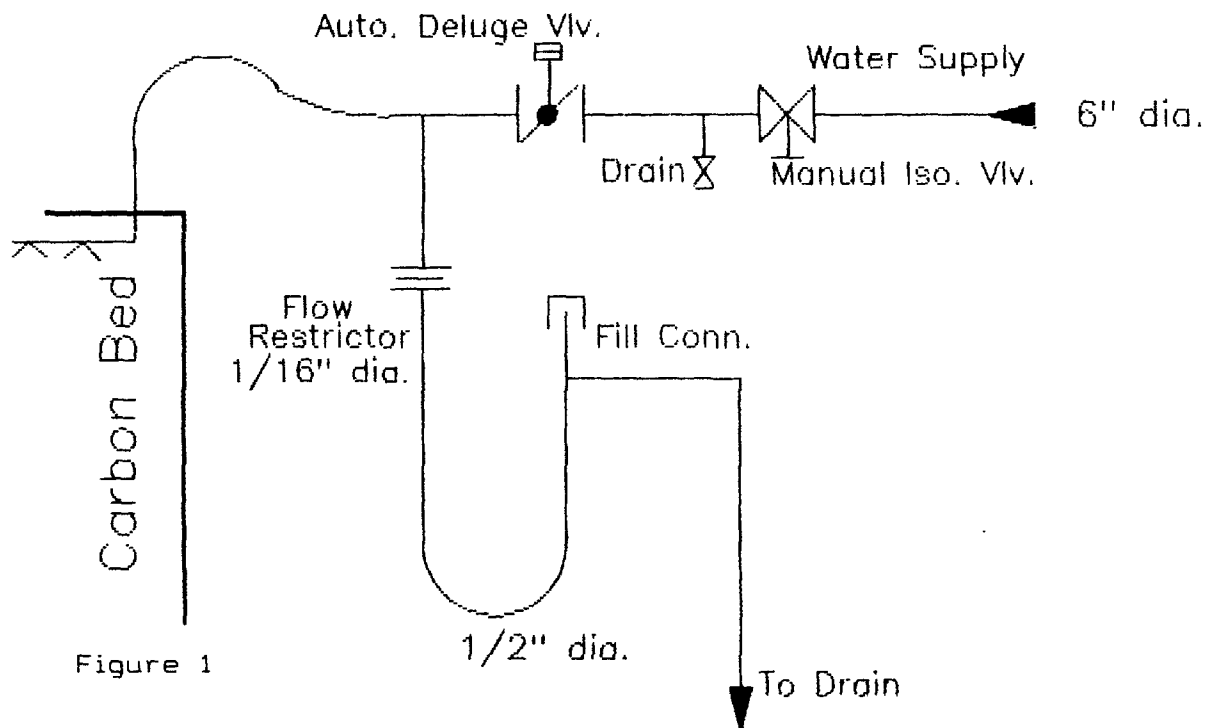 Auto. Deluge Vlv.
Water Supply
6" dia.
Drain
Manual Iso. Vlv.
Carbon Bed
Flow
Restrictor
1/16" dia.
Fill Conn.
1/2" dia.
To Drain
Figure 1